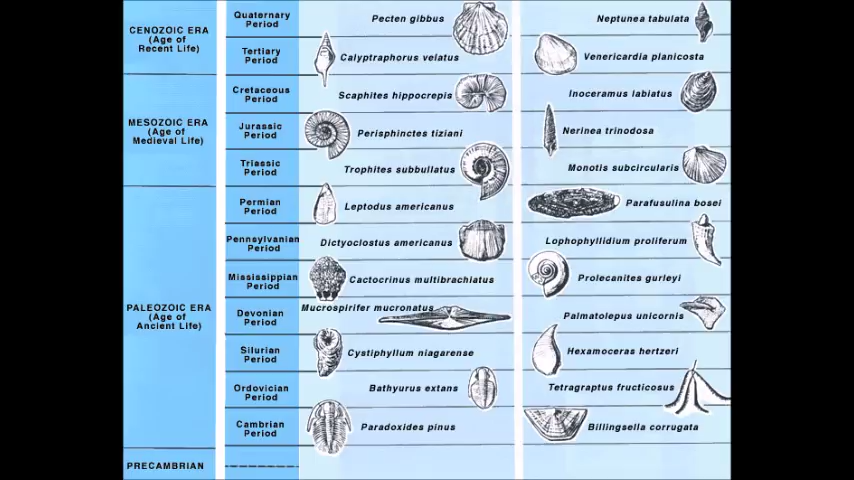 CENOZOIC ERA
(Age of
Recent Life)
Quaternary
Period
Pecten gibbus
Neptunea tabulata
Tertiary
Period
Calyptraphorus velatus
Venericardia planicosta
MESOZOIC ERA
(Age of
Medieval Life)
Cretaceous
Period
Scaphites hippocrepis
Inoceramus labiatus
Jurassic
Period
Perisphinctes tiziani
Nerinea trinodosa
Triassic
Period
Trophites subbullatus
Monotis subcircularis
PALEOZOIC ERA
(Age of
Ancient Life)
Permian
Period
Leptodus americanus
Parafusulina bosei
Pennsylvanian
Period
Dictyoclostus americanus
Lophophyllidium proliferum
Mississippian
Period
Cactocrinus multibrachiatus
Prolecanites gurleyi
Devonian
Period
Mucrospirifer mucronatus
Palmatolepus unicornis
Silurian
Period
Cystiphyllum niagarense
Hexamoceras hertzeri
Ordovician
Period
Bathyurus extans
Tetragraptus fructicosus
Cambrian
Period
Paradoxides pinus
Billingsella corrugata
PRECAMBRIAN